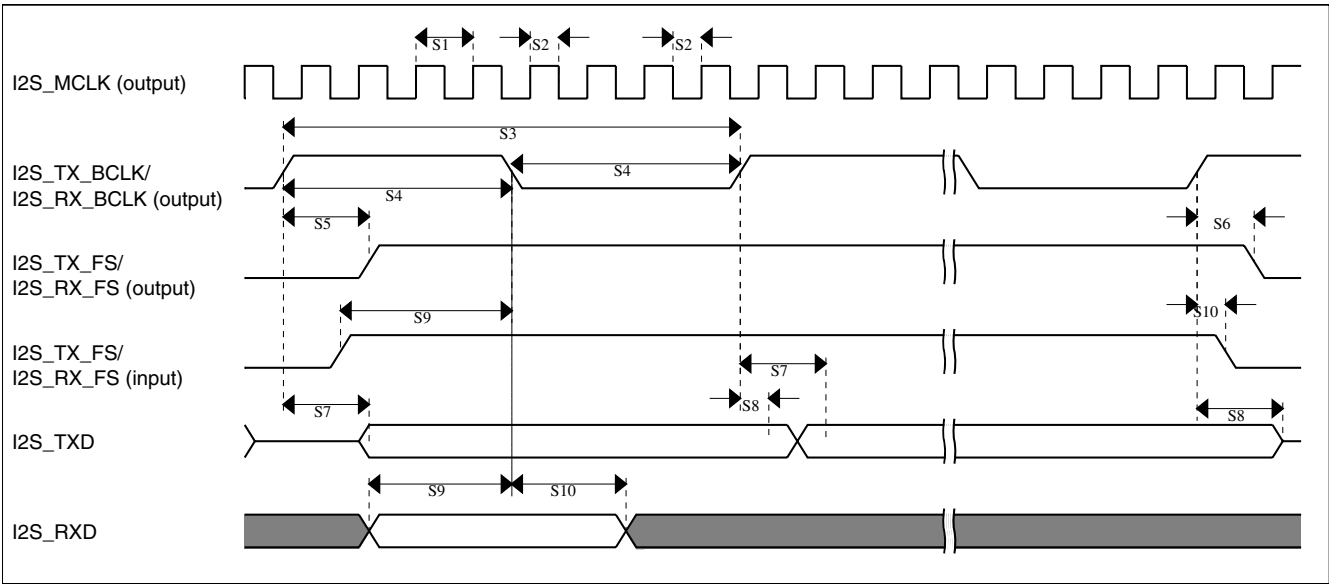 S1 S2 S2
I2S_MCLK (output)
S3
I2S_TX_BCLK/
I2S_RX_BCLK (output)
S4
S4
S5
S6
I2S_TX_FS/
I2S_RX_FS (output)
S9
S10
I2S_TX_FS/
I2S_RX_FS (input)
S7
S7
S8
S8
I2S_TXD
S9 S10
I2S_RXD